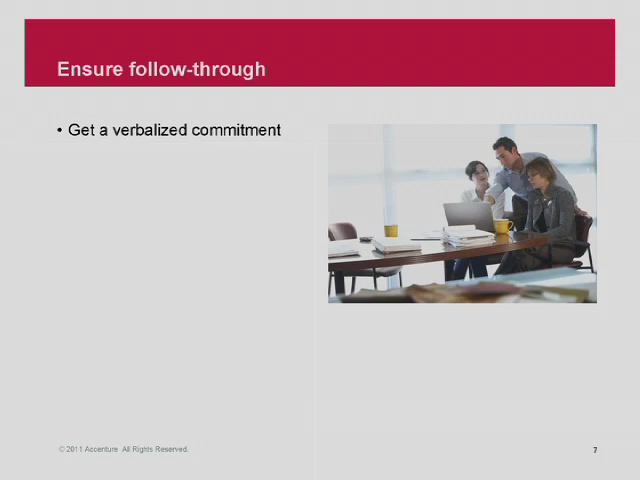 Ensure follow-through
• Get a verbalized commitment
© 2011 Accenture All Rights Reserved.
7